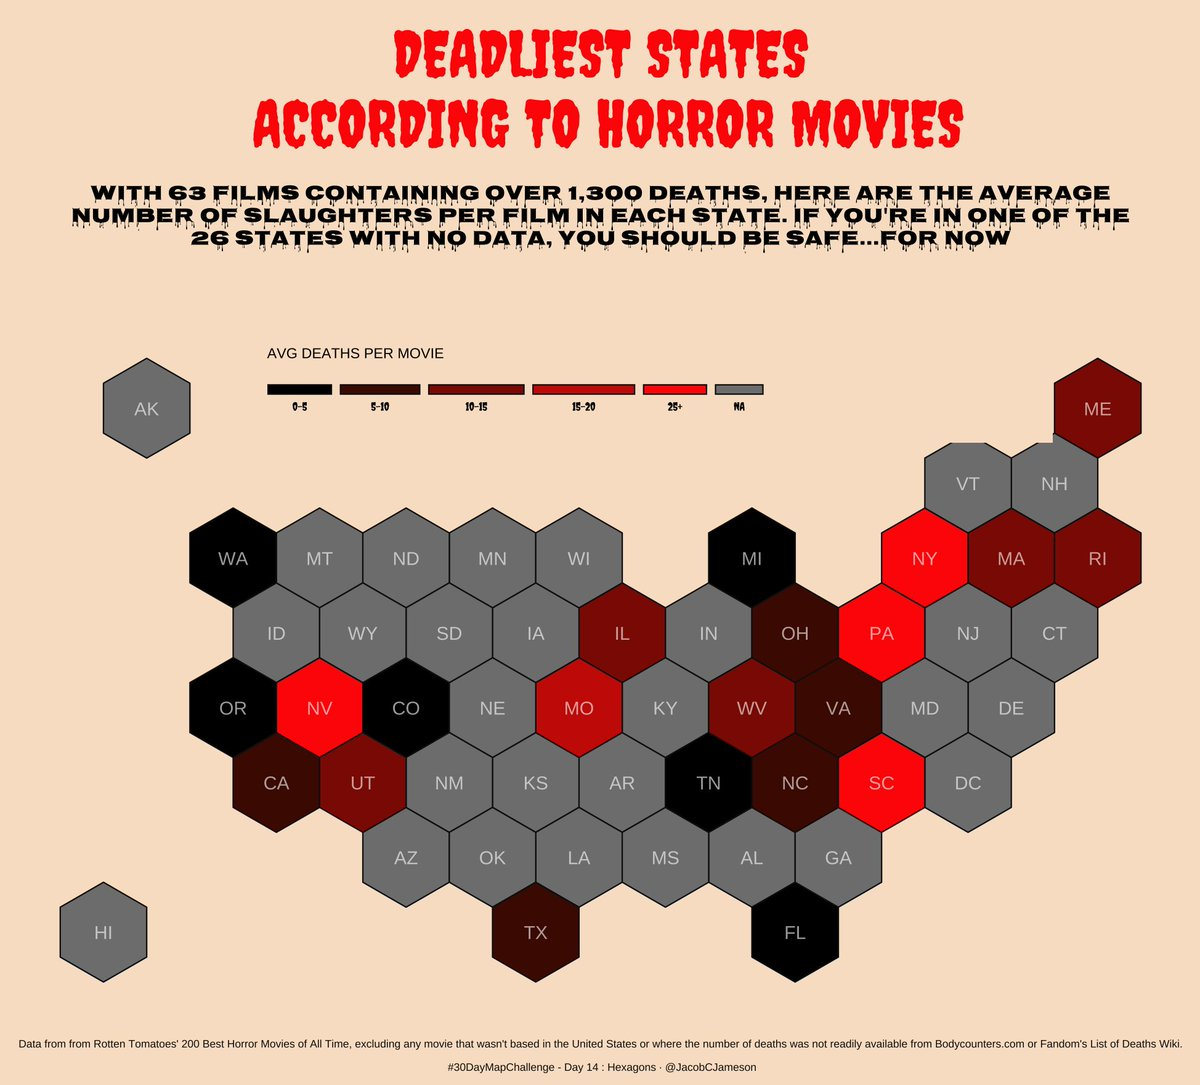 DEADLIEST STATES
ACCORDING TO HORROR MOVIES
WITH 63 FILMS CONTAINING OVER 1,300 DEATHS, HERE ARE THE AVERAGE
NUMBER OF SLAUGHTERS PER FILM IN EACH STATE. IF YOU'RE IN ONE OF THE
26 STATES WITH NO DATA, YOU SHOULD BE SAFE...FOR NOW
AVG DEATHS PER MOVIE
0-5 5-10 10-15 15-20 25+ NA
AK ME
VT NH
WA MT ND MN WI MI NY MA RI
ID WY SD IA IL IN OH PA NJ CT
OR NV CO NE MO KY WV VA MD DE
CA UT NM KS AR TN NC SC DC
AZ OK LA MS AL GA
HI TX FL
Data from from Rotten Tomatoes' 200 Best Horror Movies of All Time, excluding any movie that wasn't based in the United States or where the number of deaths was not readily available from Bodycounters.com or Fandom's List of Deaths Wiki.
#30DayMapChallenge - Day 14 : Hexagons · @JacobCJameson